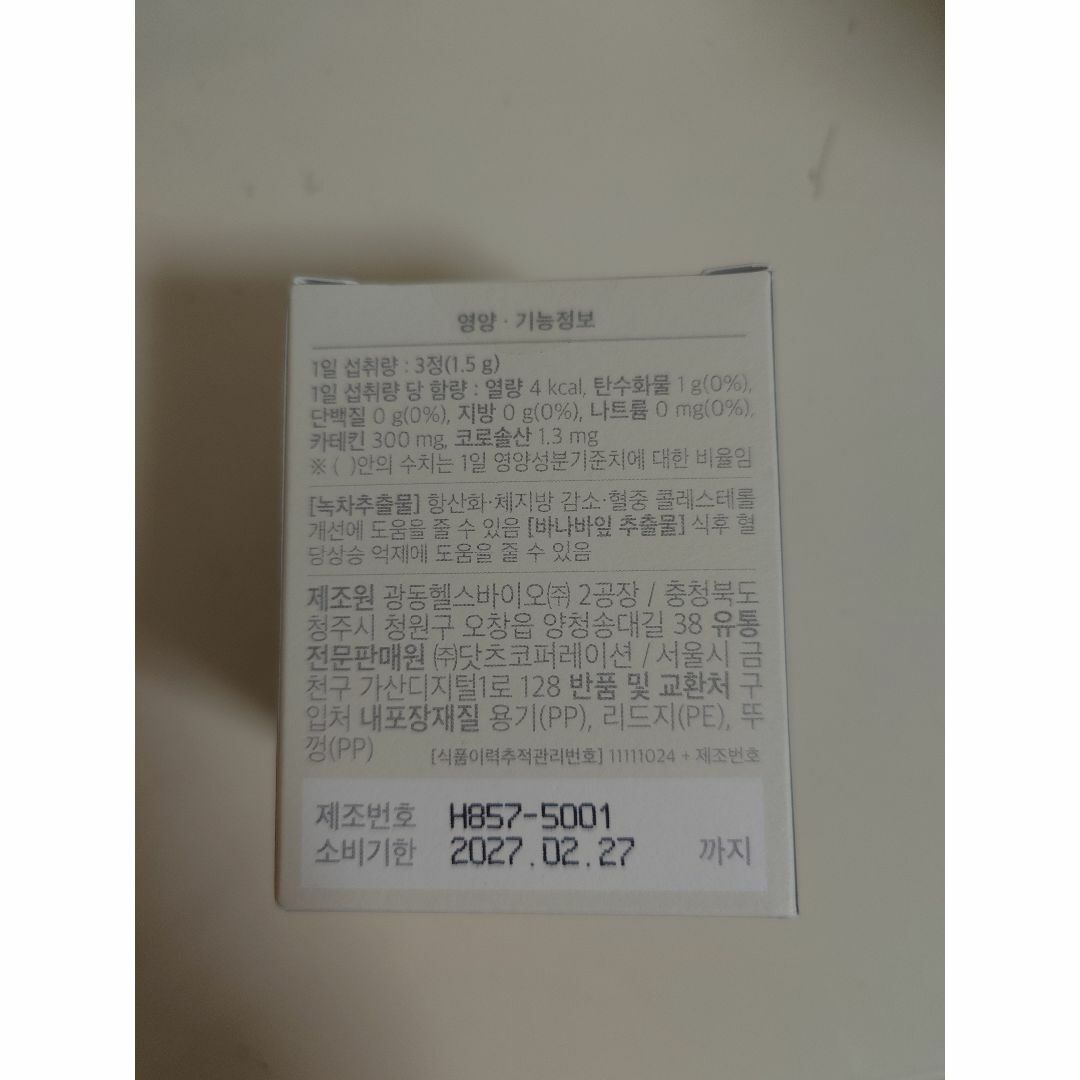 영양 · 기능정보
1일 섭취량 : 3정(1.5 g)
1일 섭취량 당 함량 : 열량 4 kcal, 탄수화물 1 g(0%),
단백질 0 g(0%), 지방 0 g(0%), 나트륨 0 mg(0%),
카테킨 300 mg, 코로솔산 1.3 mg
※ ( )안의 수치는 1일 영양성분기준치에 대한 비율임
[녹차추출물] 항산화·체지방 감소·혈중 콜레스테롤
개선에 도움을 줄 수 있음 [바나바잎 추출물] 식후 혈
당상승 억제에 도움을 줄 수 있음
제조원 광동헬스바이오㈜ 2공장 / 충청북도
청주시 청원구 오창읍 양청송대길 38 유통
전문판매원 ㈜닷츠코퍼레이션 / 서울시 금
천구 가산디지털1로 128 반품 및 교환처 구
입처 내포장재질 용기(PP), 리드지(PE), 뚜
껑(PP) [식품이력추적관리번호] 11111024 + 제조번호
제조번호 H857-5001
소비기한 2027.02.27 까지